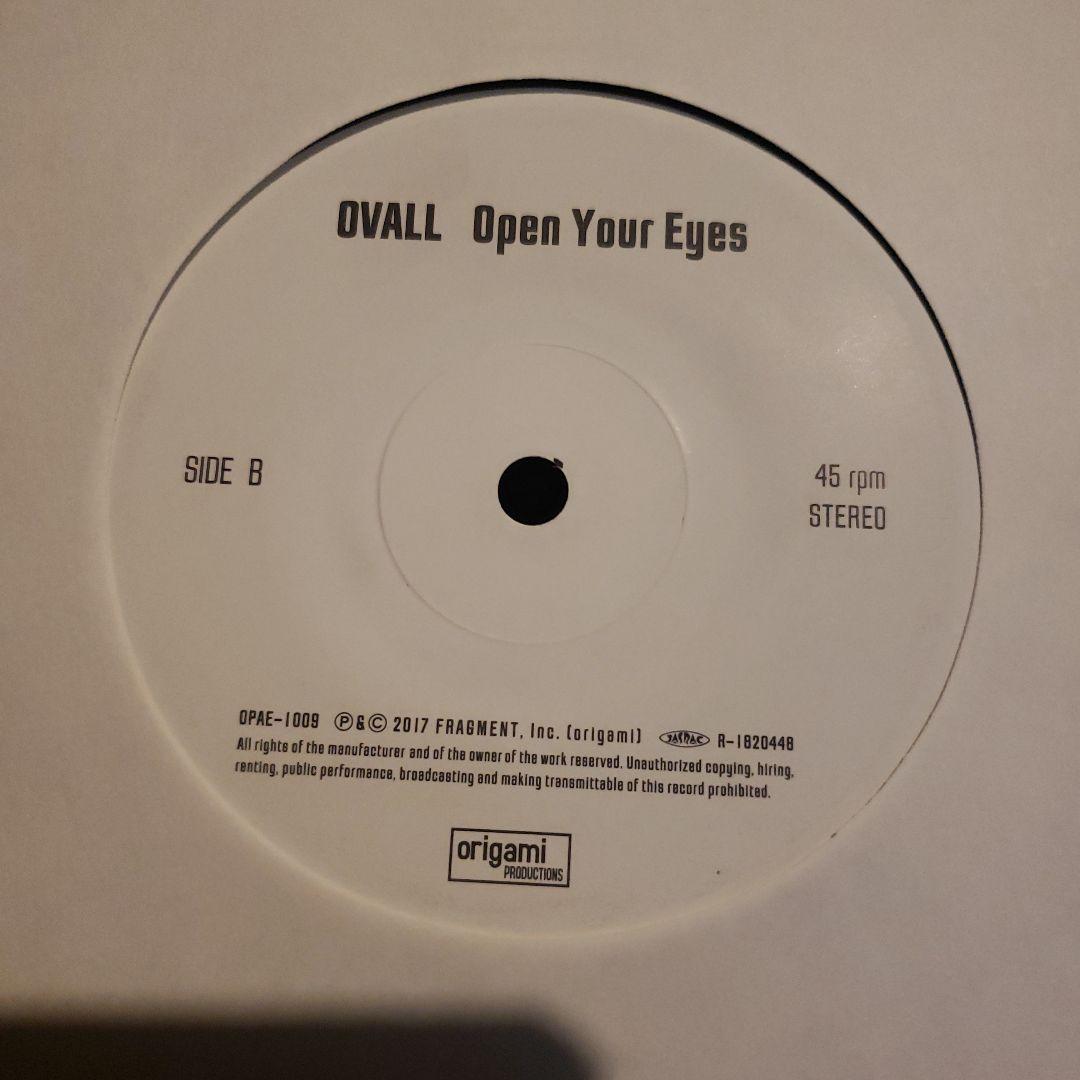 OVALL Open Your Eyes
SIDE B
45 rpm
STEREO
OPAE-1009 ℗&© 2017 FRAGMENT, Inc. (origami) JASRAC R-1820448
All rights of the manufacturer and of the owner of the work reserved. Unauthorized copying, hiring,
renting, public performance, broadcasting and making transmittable of this record prohibited.
origami
PRODUCTIONS